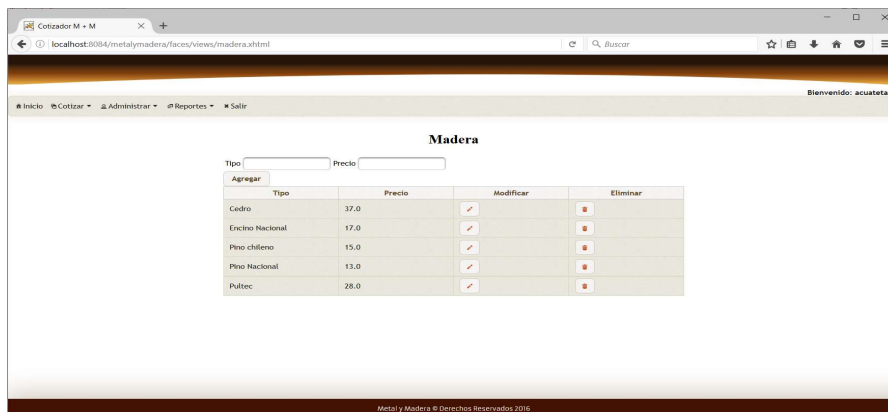 Cotizador M + M
localhost:8084/metalymadera/faces/views/madera.xhtml
Buscar
Bienvenido: acuateta
Inicio Cotizar Administrar Reportes Salir
Madera
Tipo Precio
Agregar
Tipo Precio Modificar Eliminar
Cedro 37.0
Encino Nacional 17.0
Pino chileno 15.0
Pino Nacional 13.0
Pultec 28.0
Metal y Madera © Derechos Reservados 2016